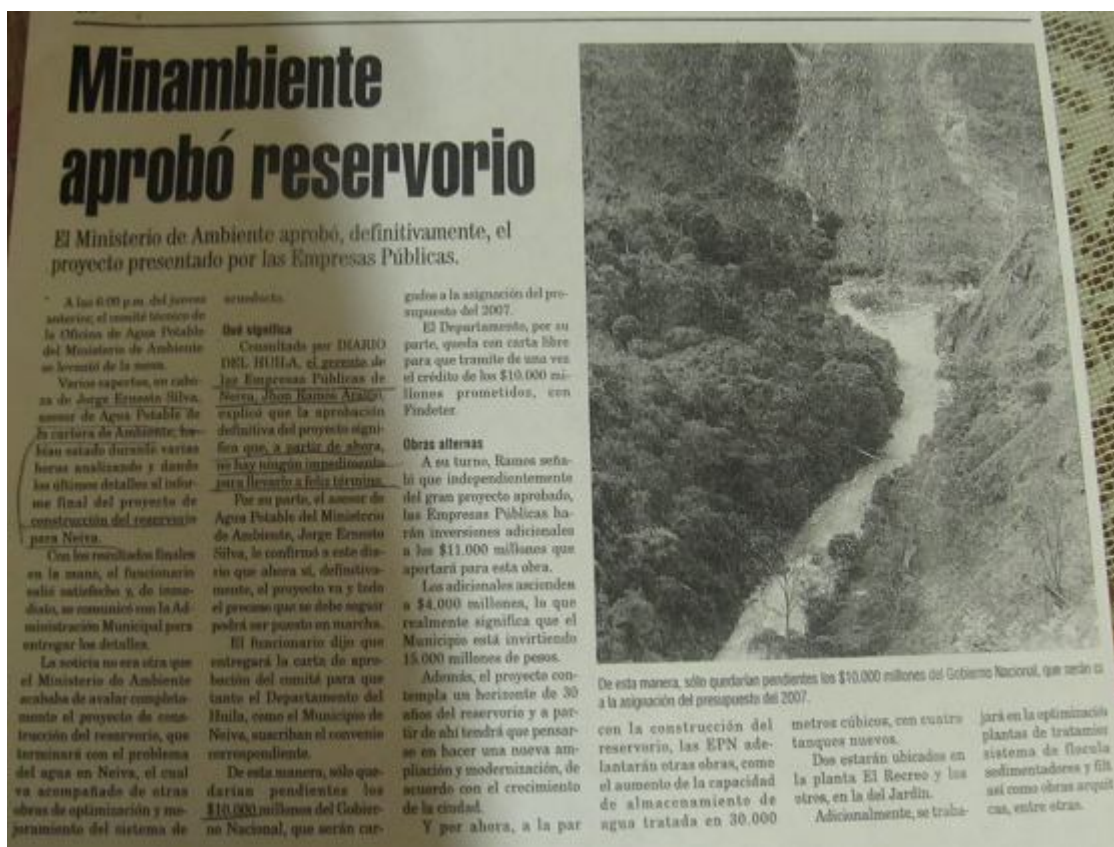 Minambiente
aprobó reservorio
El Ministerio de Ambiente aprobó, definitivamente, el
proyecto presentado por las Empresas Públicas.
A las 6:00 p.m. del jueves
anterior, el comité técnico de
la Oficina de Agua Potable
del Ministerio de Ambiente
se levantó de la mesa.
Varios expertos, en cabe-
za de Jorge Ernesto Silva,
asesor de Agua Potable de
la cartera de Ambiente, ha-
bían estado durante varias
horas analizando y dando
los últimos detalles al infor-
me final del proyecto de
construcción del reservorio
para Neiva.
Con los resultados finales
en la mano, el funcionario
salió satisfecho y, de inme-
diato, se comunicó con la Ad-
ministración Municipal para
entregar los detalles.
La noticia no era otra que
el Ministerio de Ambiente
acababa de avalar completa-
mente el proyecto de cons-
trucción del reservorio, que
terminará con el problema
del agua en Neiva, el cual
va acompañado de otras
obras de optimización y me-
joramiento del sistema de
acueducto.
Qué significa
Consultado por DIARIO
DEL HUILA, el gerente de
las Empresas Públicas de
Neiva, Jhon Ramos
explicó que la aprobación
definitiva del proyecto signi-
fica que, a partir de ahora,
no hay ningún impedimento
para llevarlo a feliz término.
Por su parte, el asesor de
Agua Potable del Ministerio
de Ambiente, Jorge Ernesto
Silva, le confirmó a este dia-
rio que ahora sí, definitiva-
mente, el proyecto va y todo
el proceso que se debe seguir
podrá ser puesto en marcha.
El funcionario dijo que
entregará la carta de apro-
bación del comité para que
tanto el Departamento del
Huila, como el Municipio de
Neiva, suscriban el convenio
correspondiente.
De esta manera, sólo que-
darían pendientes los
$10.000 millones del Gobier-
no Nacional, que serán car-
gados a la asignación del pre-
supuesto del 2007.
El Departamento, por su
parte, queda con carta libre
para que tramite de una vez
el crédito de los $10.000 mi-
llones prometidos, con
Findeter.
Obras alternas
A su turno, Ramos seña-
ló que independientemente
del gran proyecto aprobado,
las Empresas Públicas ha-
rán inversiones adicionales
a los $11.000 millones que
aportará para esta obra.
Los adicionales ascienden
a $4.000 millones, lo que
realmente significa que el
Municipio está invirtiendo
15.000 millones de pesos.
Además, el proyecto con-
templa un horizonte de 30
años del reservorio y a par-
tir de ahí tendrá que pensar-
se en hacer una nueva am-
pliación y modernización, de
acuerdo con el crecimiento
de la ciudad.
Y por ahora, a la par
De esta manera, sólo quedarían pendientes los $10.000 millones del Gobierno Nacional, que serán ca
a la asignación del presupuesto del 2007.
con la construcción del
reservorio, las EPN ade-
lantarán otras obras, como
el aumento de la capacidad
de almacenamiento de
agua tratada en 30.000
metros cúbicos, con cuatro
tanques nuevos.
Dos estarán ubicados en
la planta El Recreo y los
otros, en la del Jardín.
Adicionalmente, se traba-
jará en la optimización
plantas de tratamien
sistema de flocula
sedimentadores y filt
así como obras arqui
cas, entre otras.